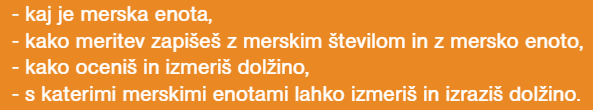 - kaj je merska enota,
- kako meritev zapišeš z merskim številom in z mersko enoto,
- kako oceniš in izmeriš dolžino,
- s katerimi merskimi enotami lahko izmeriš in izraziš dolžino.